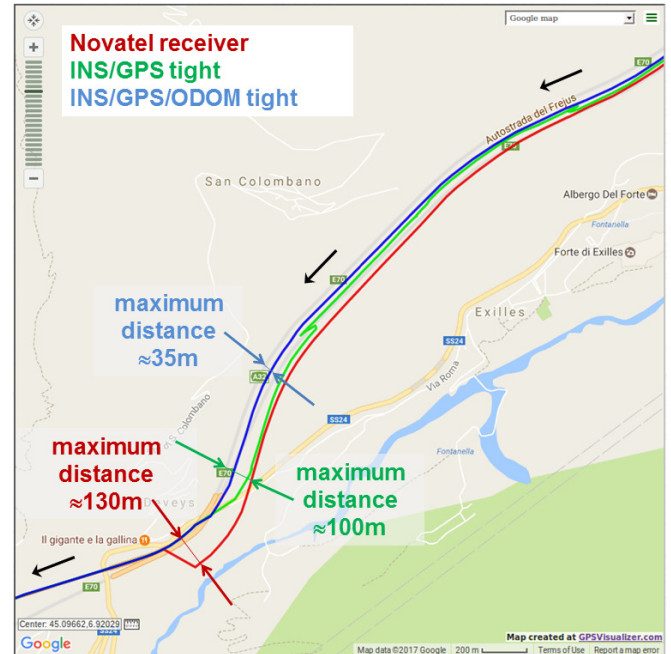 Google map
Novatel receiver
INS/GPS tight
INS/GPS/ODOM tight
E70
Autostrada del Frejus
San Colombano
Albergo Del Forte
Fontanella
Forte di Exilles
E70
Exilles
maximum
distance
≈35m
SS24
A32
Via Roma
SS24
maximum
distance
≈130m
E70
Fontanella
maximum
distance
≈100m
Deveys
Il gigante e la gallina
E70
Center: 45.09662,6.92029
SS24
Google
Map created at GPSVisualizer.com
Map data ©2017 Google 200 m Terms of Use Report a map error